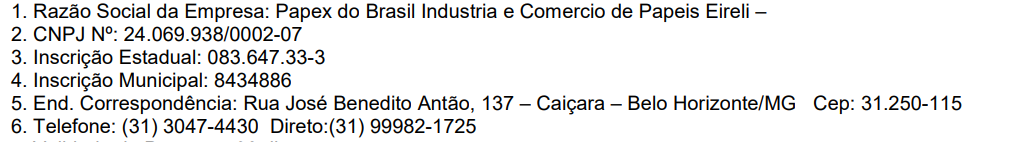 1. Razão Social da Empresa: Papex do Brasil Industria e Comercio de Papeis Eireli –
2. CNPJ Nº: 24.069.938/0002-07
3. Inscrição Estadual: 083.647.33-3
4. Inscrição Municipal: 8434886
5. End. Correspondência: Rua José Benedito Antão, 137 – Caiçara – Belo Horizonte/MG   Cep: 31.250-115
6. Telefone: (31) 3047-4430  Direto:(31) 99982-1725